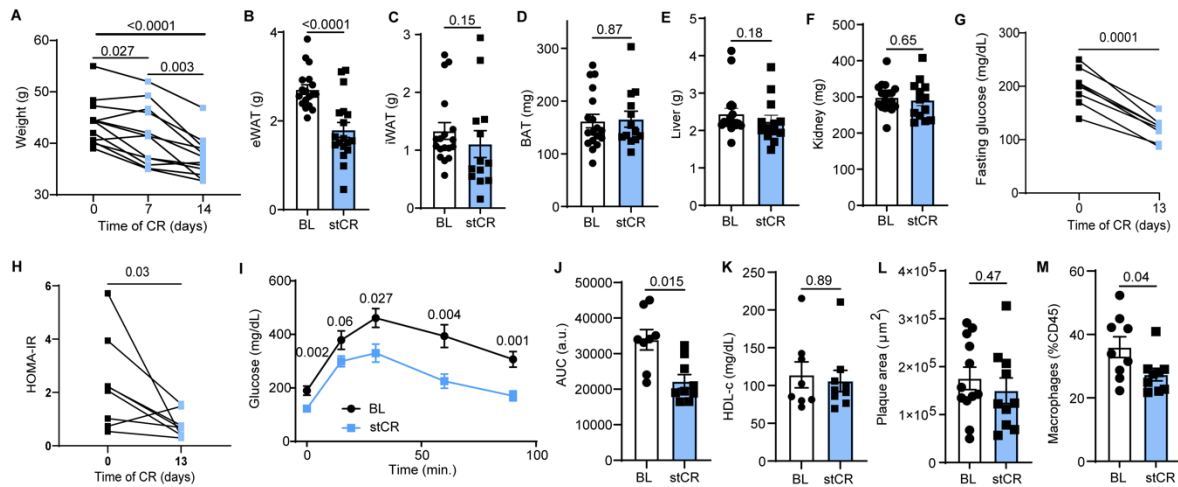 A
<0.0001
0.027
0.003
Weight (g)
60
50
40
30
0
7
14
Time of CR (days)
B
<0.0001
eWAT (g)
4
3
2
1
0
BL
stCR
C
0.15
iWAT (g)
3
2
1
0
BL
stCR
D
0.87
BAT (mg)
400
300
200
100
0
BL
stCR
E
0.18
Liver (g)
5
4
3
2
1
0
BL
stCR
F
0.65
Kidney (mg)
500
400
300
200
100
0
BL
stCR
G
0.0001
Fasting glucose (mg/dL)
300
200
100
0
0
13
Time of CR (days)
H
0.03
HOMA-IR
6
4
2
0
0
13
Time of CR (days)
I
Glucose (mg/dL)
600
400
200
0
0.002
0.06
0.027
0.004
0.001
BL
stCR
0
50
100
Time (min.)
J
0.015
AUC (a.u.)
50000
40000
30000
20000
10000
0
BL
stCR
K
0.89
HDL-c (mg/dL)
250
200
150
100
50
0
BL
stCR
L
0.47
Plaque area (μm²)
4×10⁵
3×10⁵
2×10⁵
1×10⁵
0
BL
stCR
M
0.04
Macrophages (%CD45)
60
40
20
0
BL
stCR